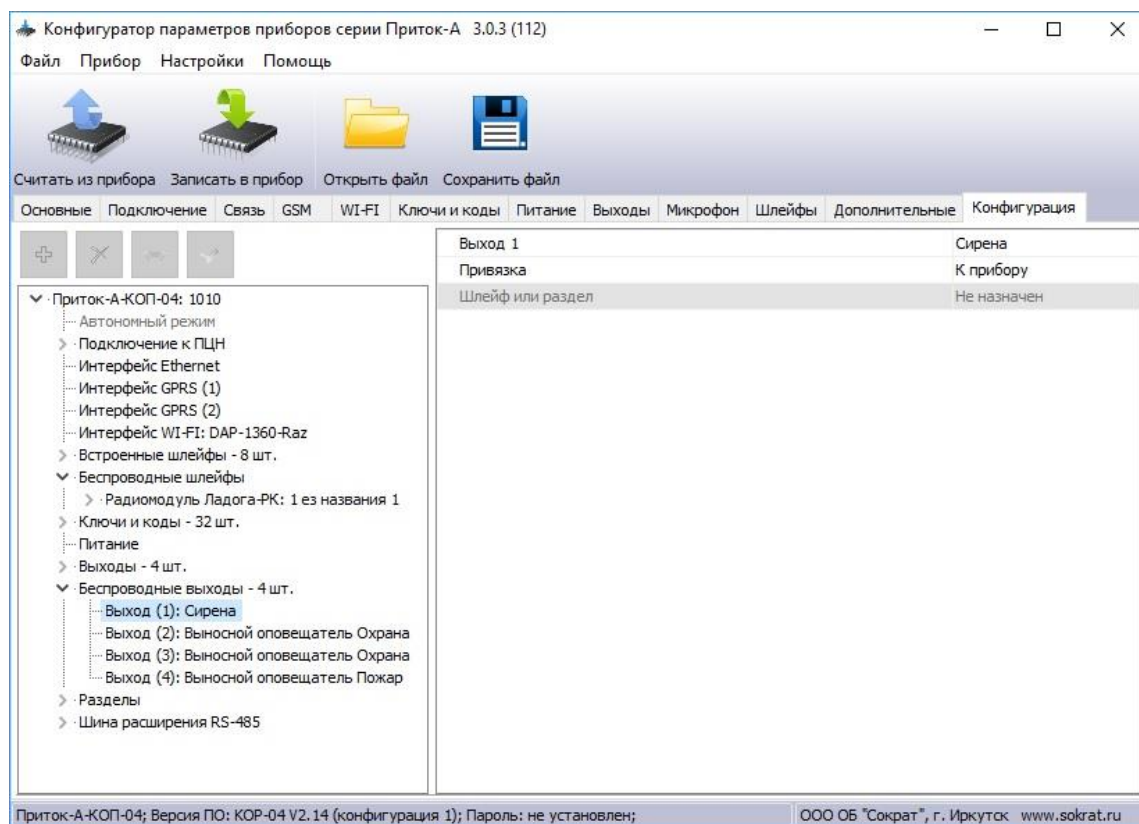 Конфигуратор параметров приборов серии Приток-А 3.0.3 (112)
Файл Прибор Настройки Помощь
Считать из прибора Записать в прибор Открыть файл Сохранить файл
Основные Подключение Связь GSM WI-FI Ключи и коды Питание Выходы Микрофон Шлейфы Дополнительные Конфигурация
Выход 1 Сирена
Привязка К прибору
Шлейф или раздел Не назначен
Приток-А-КОП-04: 1010
Автономный режим
Подключение к ПЦН
Интерфейс Ethernet
Интерфейс GPRS (1)
Интерфейс GPRS (2)
Интерфейс WI-FI: DAP-1360-Raz
Встроенные шлейфы - 8 шт.
Беспроводные шлейфы
Радиомодуль Ладога-РК: 1 ез названия 1
Ключи и коды - 32 шт.
Питание
Выходы - 4 шт.
Беспроводные выходы - 4 шт.
Выход (1): Сирена
Выход (2): Выносной оповещатель Охрана
Выход (3): Выносной оповещатель Охрана
Выход (4): Выносной оповещатель Пожар
Разделы
Шина расширения RS-485
Приток-А-КОП-04; Версия ПО: KOP-04 V2.14 (конфигурация 1); Пароль: не установлен;
ООО ОБ "Сократ", г. Иркутск www.sokrat.ru